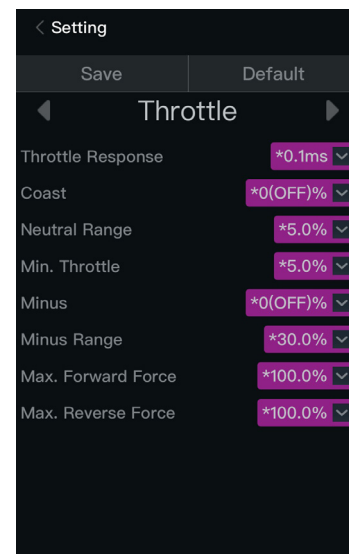 Setting
Save Default
Throttle
Throttle Response *0.1ms
Coast *0(OFF)%
Neutral Range *5.0%
Min. Throttle *5.0%
Minus *0(OFF)%
Minus Range *30.0%
Max. Forward Force *100.0%
Max. Reverse Force *100.0%